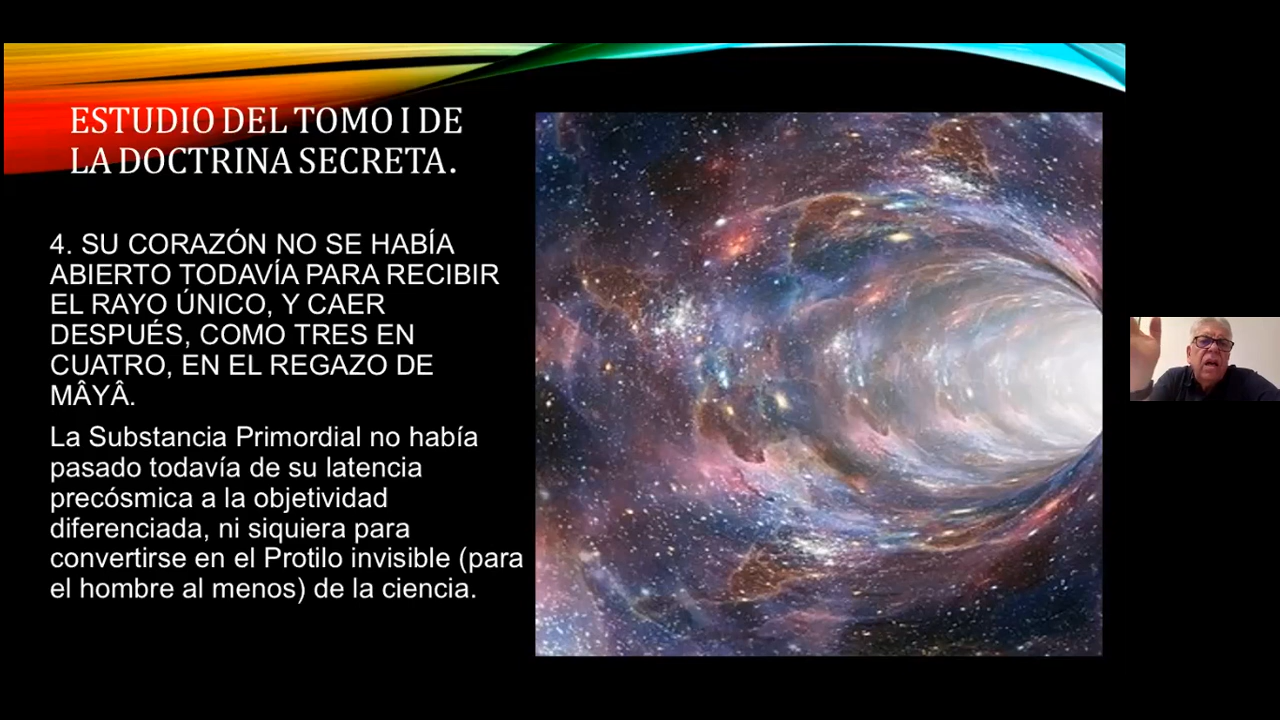 ESTUDIO DEL TOMO I DE
LA DOCTRINA SECRETA.
4. SU CORAZÓN NO SE HABÍA
ABIERTO TODAVÍA PARA RECIBIR
EL RAYO ÚNICO, Y CAER
DESPUÉS, COMO TRES EN
CUATRO, EN EL REGAZO DE
MÂYÂ.
La Substancia Primordial no había
pasado todavía de su latencia
precósmica a la objetividad
diferenciada, ni siquiera para
convertirse en el Protilo invisible (para
el hombre al menos) de la ciencia.